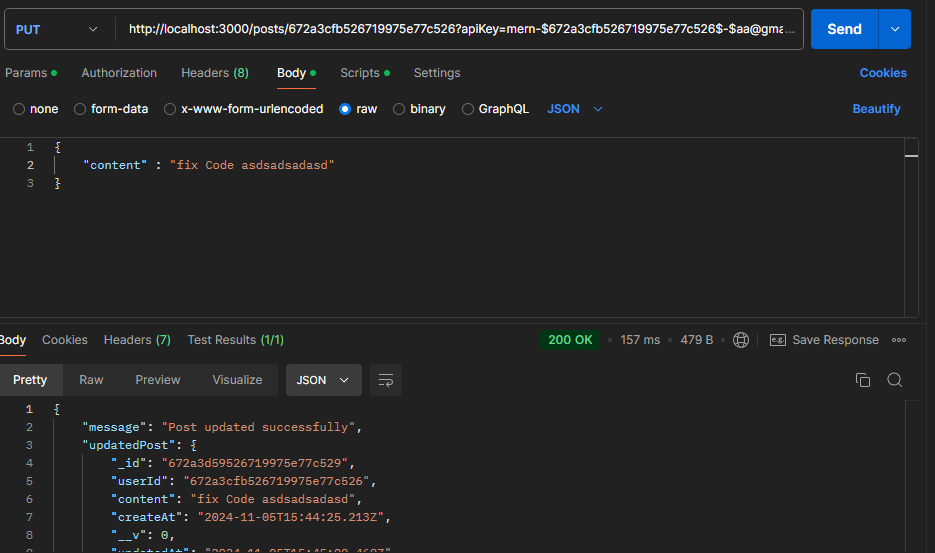 PUT http://localhost:3000/posts/672a3cfb526719975e77c526?apiKey=mern-$672a3cfb526719975e77c526$-$aa@gma... Send
Params Authorization Headers (8) Body Scripts Settings Cookies
none form-data x-www-form-urlencoded raw binary GraphQL JSON Beautify
1 {
2 "content" : "fix Code asdsadsadasd"
3 }
Body Cookies Headers (7) Test Results (1/1) 200 OK 157 ms 479 B e.g. Save Response
Pretty Raw Preview Visualize JSON
1 {
2 "message": "Post updated successfully",
3 "updatedPost": {
4 "_id": "672a3d59526719975e77c529",
5 "userId": "672a3cfb526719975e77c526",
6 "content": "fix Code asdsadsadasd",
7 "createAt": "2024-11-05T15:44:25.213Z",
8 "__v": 0,